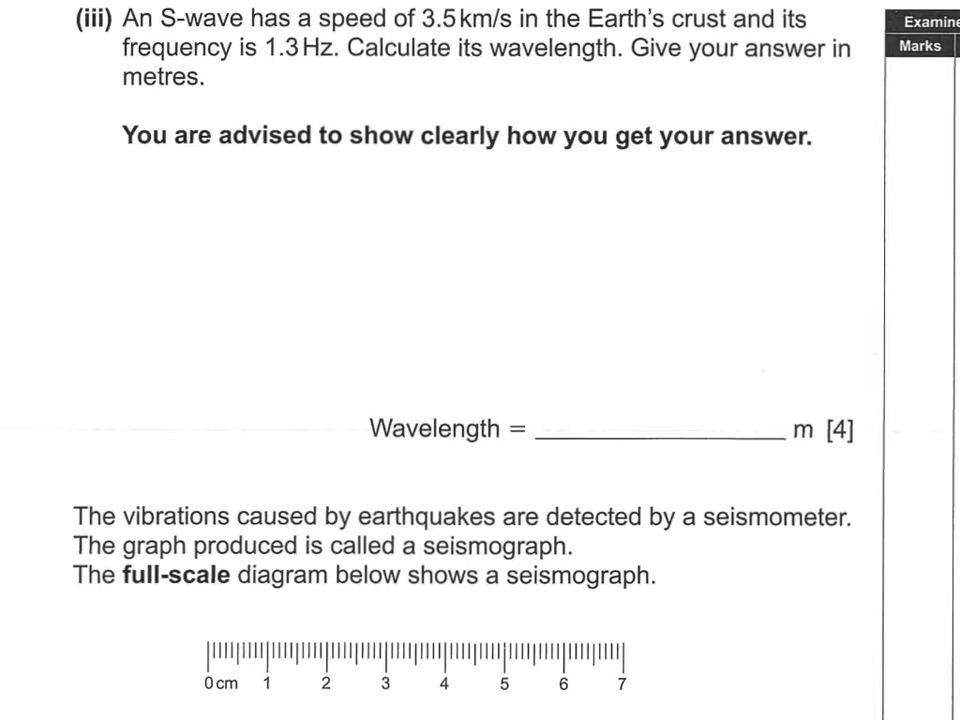 (iii) An S-wave has a speed of 3.5 km/s in the Earth's crust and its
frequency is 1.3 Hz. Calculate its wavelength. Give your answer in
metres.
You are advised to show clearly how you get your answer.
Wavelength = ____________ m [4]
The vibrations caused by earthquakes are detected by a seismometer.
The graph produced is called a seismograph.
The full-scale diagram below shows a seismograph.
0 cm 1 2 3 4 5 6 7
Marks